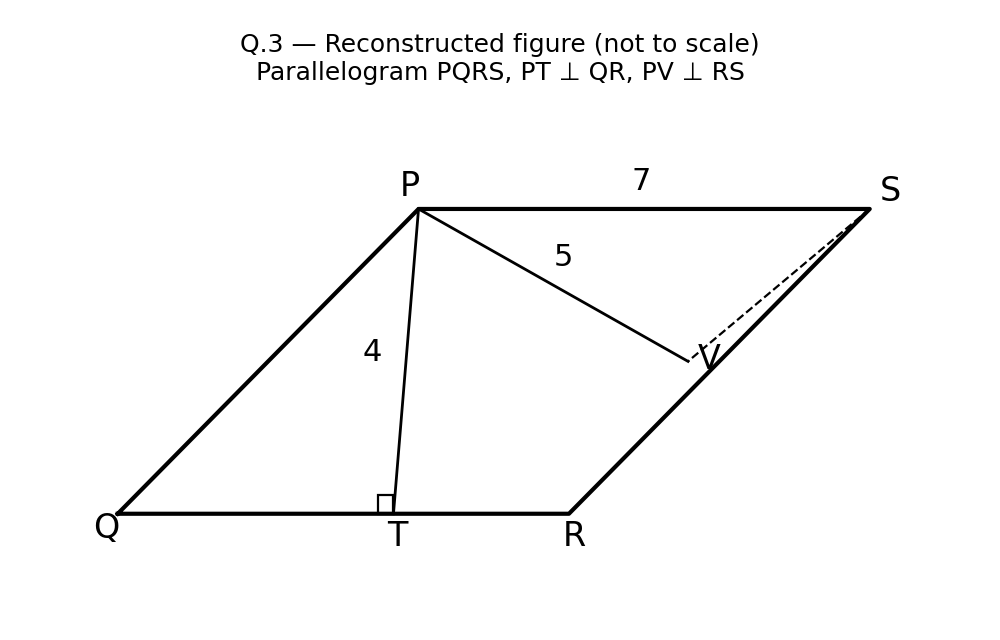 Q.3 — Reconstructed figure (not to scale)
Parallelogram PQRS, PT ⊥ QR, PV ⊥ RS
7
P
S
5
4
V
Q
T
R